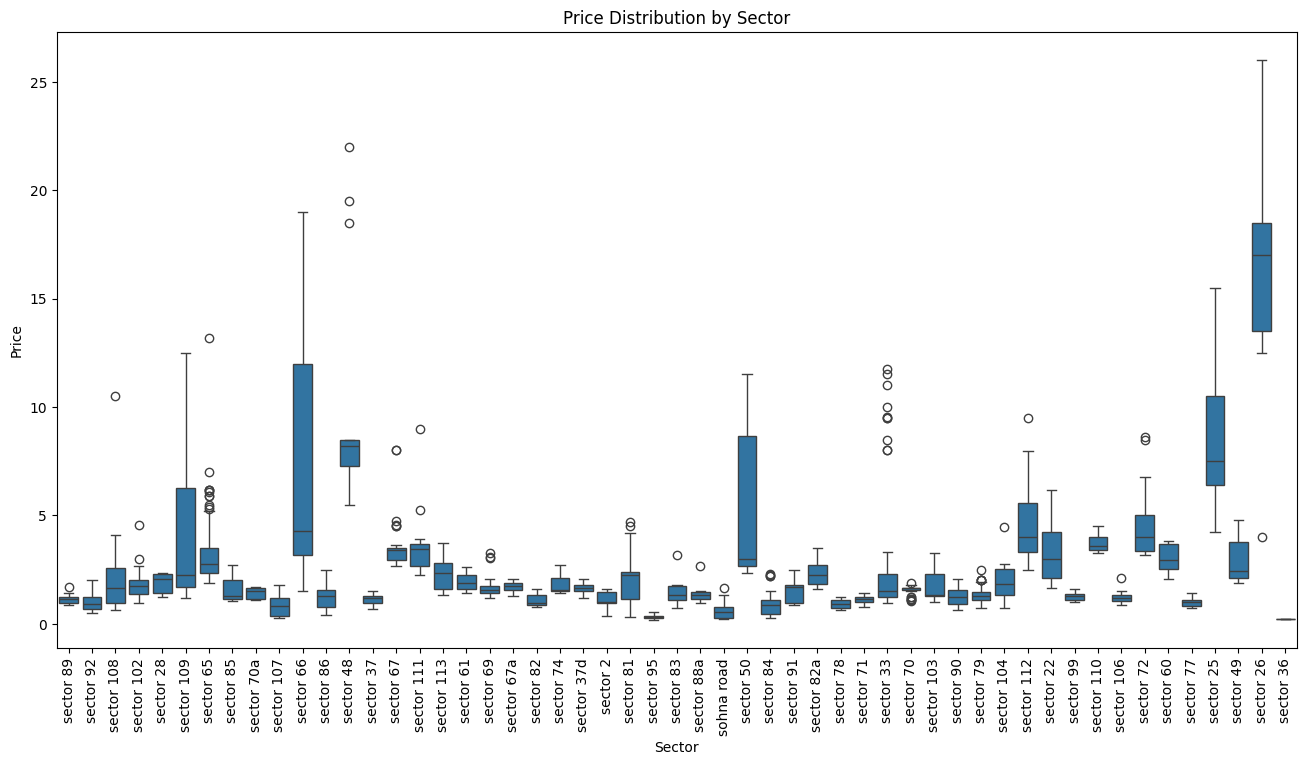 Price Distribution by Sector
25
20
15
10
5
0
Price
sector 89
sector 92
sector 108
sector 102
sector 28
sector 109
sector 65
sector 85
sector 70a
sector 107
sector 66
sector 86
sector 48
sector 37
sector 67
sector 111
sector 113
sector 61
sector 69
sector 67a
sector 82
sector 74
sector 37d
sector 2
sector 81
sector 95
sector 83
sector 88a
sohna road
sector 50
sector 84
sector 91
sector 82a
sector 78
sector 71
sector 33
sector 70
sector 103
sector 90
sector 79
sector 104
sector 112
sector 22
sector 99
sector 110
sector 106
sector 72
sector 60
sector 77
sector 25
sector 49
sector 26
sector 36
Sector